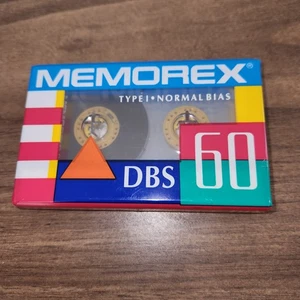 MEMOREX®
TYPE I • NORMAL BIAS
DBS
60